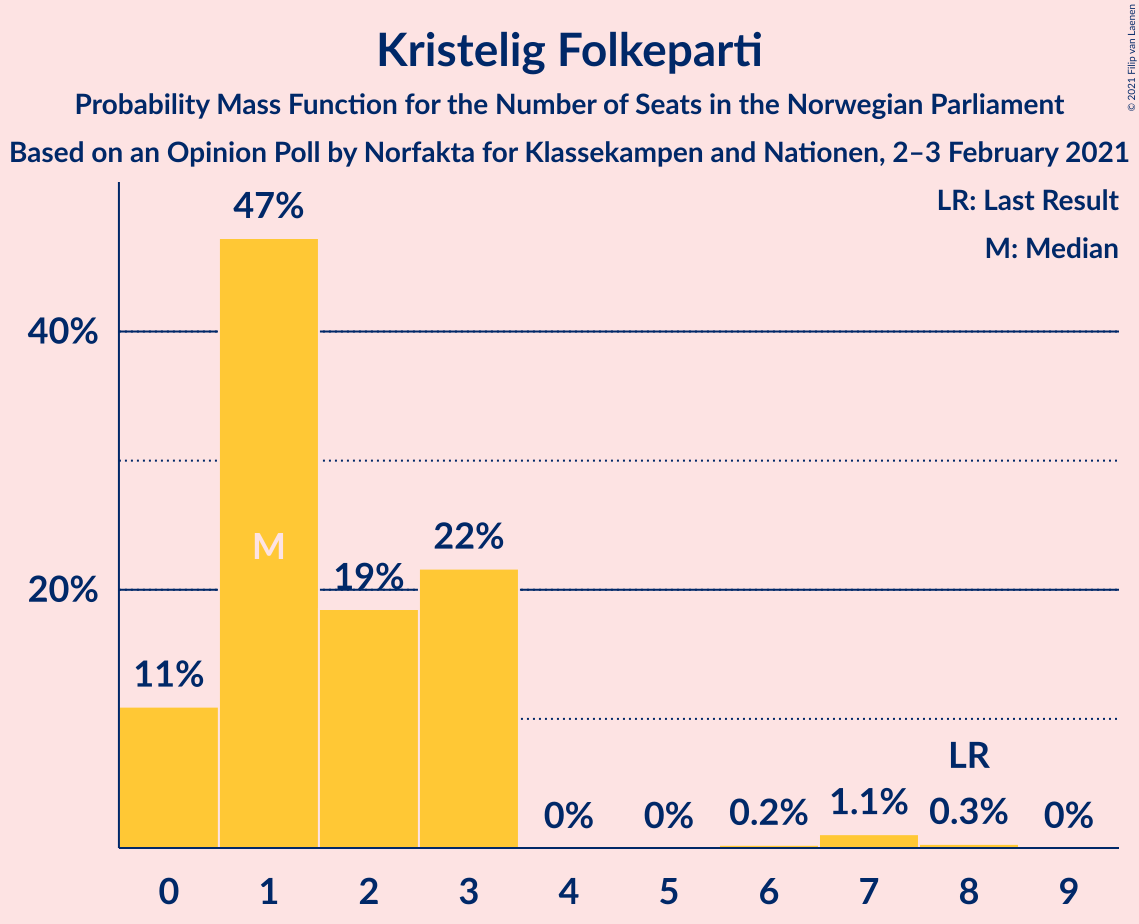 Kristelig Folkeparti
Probability Mass Function for the Number of Seats in the Norwegian Parliament
Based on an Opinion Poll by Norfakta for Klassekampen and Nationen, 2–3 February 2021
© 2021 Filip van Laenen
LR: Last Result
M: Median
47%
40%
22%
M
19%
20%
11%
LR
0%
0%
0.2%
1.1%
0.3%
0%
0 1 2 3 4 5 6 7 8 9